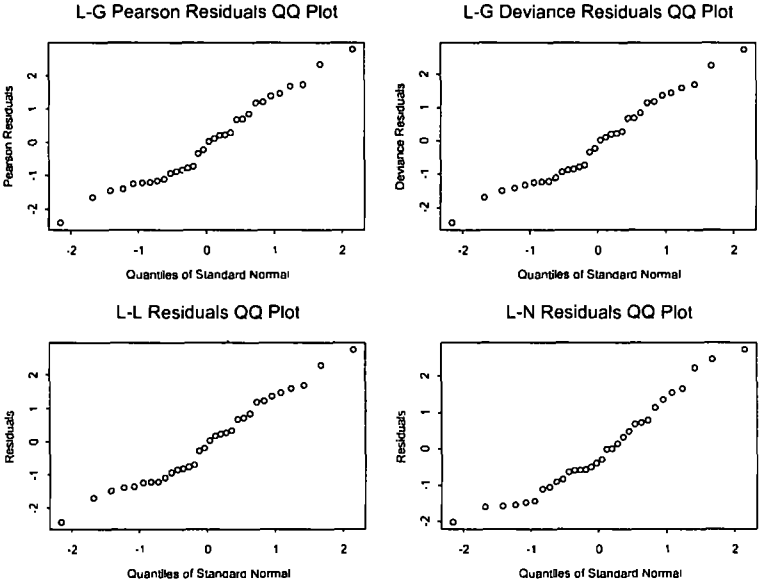 L-G Pearson Residuals QQ Plot
Pearson Residuals
2
1
0
-1
-2
-2 -1 0 1 2
Quantiles of Standard Normal
L-G Deviance Residuals QQ Plot
Deviance Residuals
2
1
0
-1
-2
-2 -1 0 1 2
Quantiles of Standard Normal
L-L Residuals QQ Plot
Residuals
2
1
0
-1
-2
-2 -1 0 1 2
Quantiles of Standard Normal
L-N Residuals QQ Plot
Residuals
2
1
0
-1
-2
-2 -1 0 1 2
Quantiles of Standard Normal